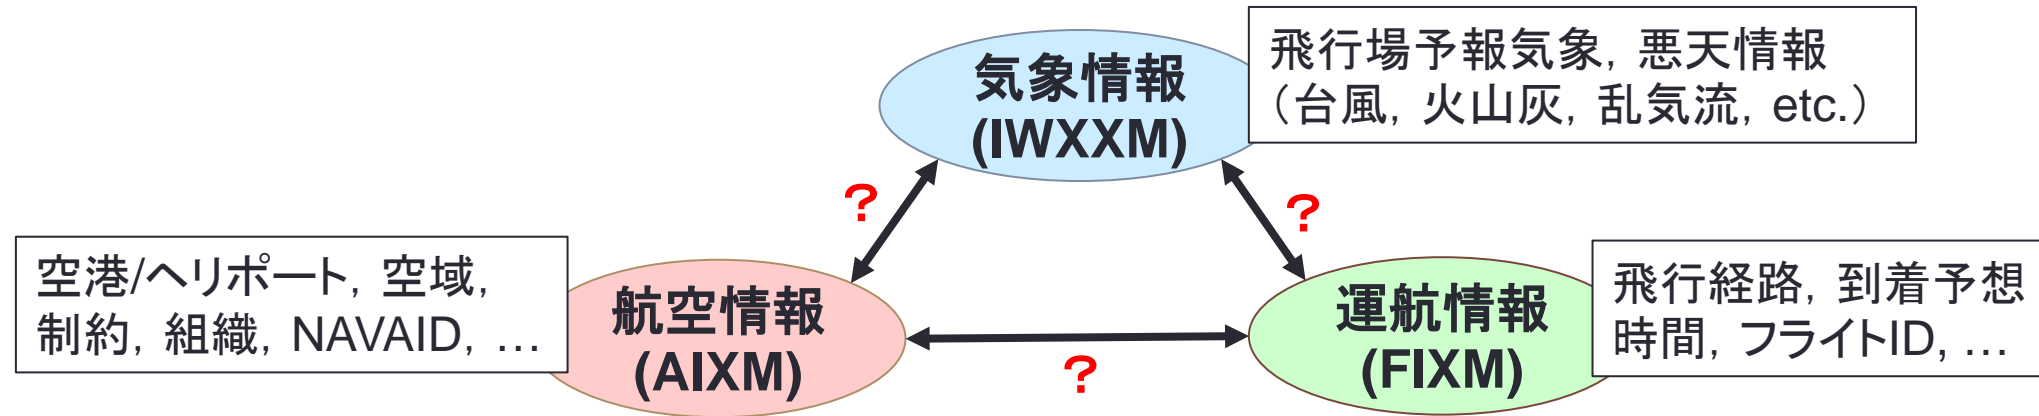 気象情報
(IWXXM)
飛行場予報気象, 悪天情報
（台風, 火山灰, 乱気流, etc.）
？
？
空港/ヘリポート, 空域,
制約, 組織, NAVAID, …
航空情報
(AIXM)
？
運航情報
(FIXM)
飛行経路, 到着予想
時間, フライトID, …